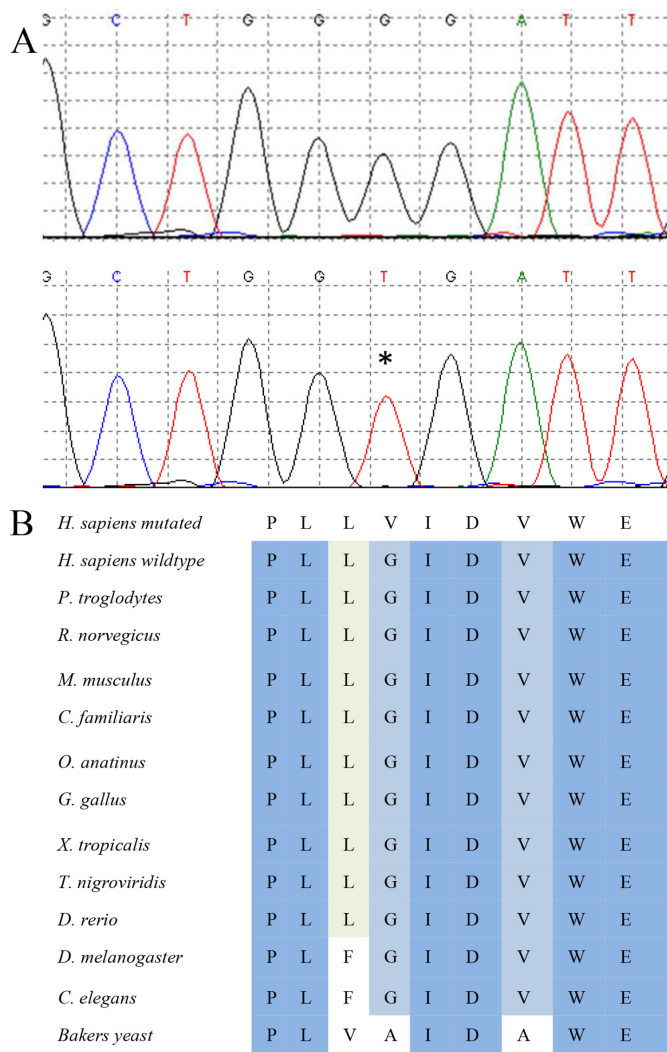 A
G C T G G G G A T T
G C T G G T G A T T
*
B
H. sapiens mutated P L L V I D V W E
H. sapiens wildtype P L L G I D V W E
P. troglodytes P L L G I D V W E
R. norvegicus P L L G I D V W E
M. musculus P L L G I D V W E
C. familiaris P L L G I D V W E
O. anatinus P L L G I D V W E
G. gallus P L L G I D V W E
X. tropicalis P L L G I D V W E
T. nigroviridis P L L G I D V W E
D. rerio P L L G I D V W E
D. melanogaster P L F G I D V W E
C. elegans P L F G I D V W E
Bakers yeast P L V A I D A W E